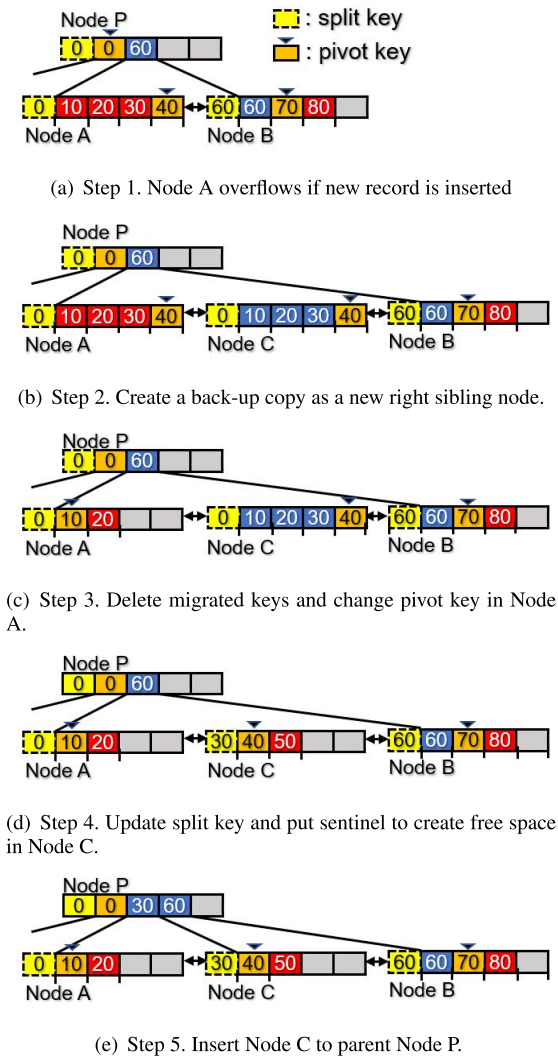 Node P
: split key
0 0 60
: pivot key
0 10 20 30 40 60 60 70 80
Node A Node B
(a) Step 1. Node A overflows if new record is inserted
Node P
0 0 60
0 10 20 30 40 0 10 20 30 40 60 60 70 80
Node A Node C Node B
(b) Step 2. Create a back-up copy as a new right sibling node.
Node P
0 0 60
0 10 20 0 10 20 30 40 60 60 70 80
Node A Node C Node B
(c) Step 3. Delete migrated keys and change pivot key in Node
A.
Node P
0 0 60
0 10 20 30 40 50 60 60 70 80
Node A Node C Node B
(d) Step 4. Update split key and put sentinel to create free space
in Node C.
Node P
0 0 30 60
0 10 20 30 40 50 60 60 70 80
Node A Node C Node B
(e) Step 5. Insert Node C to parent Node P.